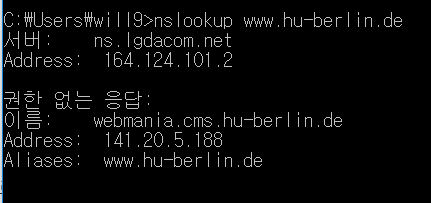 C:₩Users₩will9>nslookup www.hu-berlin.de
서버:    ns.lgdacom.net
Address:  164.124.101.2
권한 없는 응답:
이름:    webmania.cms.hu-berlin.de
Address:  141.20.5.188
Aliases:  www.hu-berlin.de